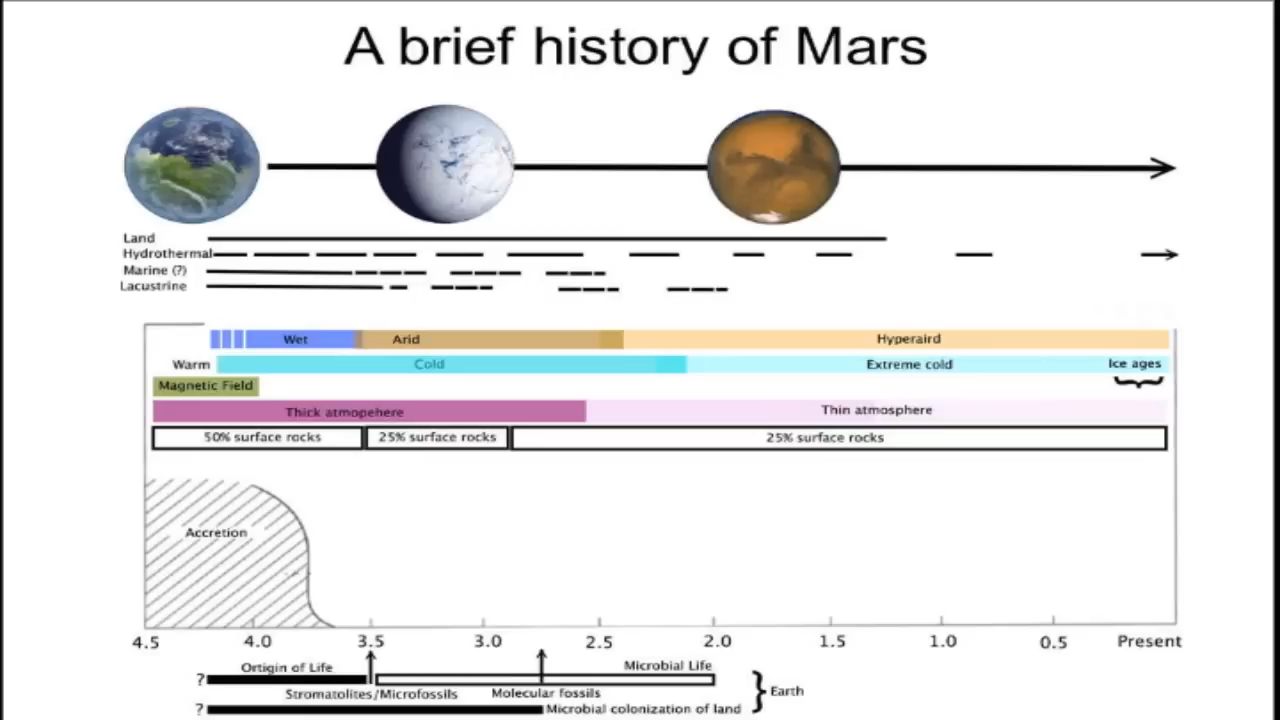 A brief history of Mars
Land
Hydrothermal
Marine (?)
Lacustrine
Wet Arid Hyperaird
Warm Cold Extreme cold Ice ages
Magnetic Field
Thick atmopehere Thin atmosphere
50% surface rocks 25% surface rocks 25% surface rocks
Accretion
4.5 4.0 3.5 3.0 2.5 2.0 1.5 1.0 0.5 Present
Ortigin of Life Microbial Life
?
Stromatolites/Microfossils Molecular fossils Earth
? Microbial colonization of land